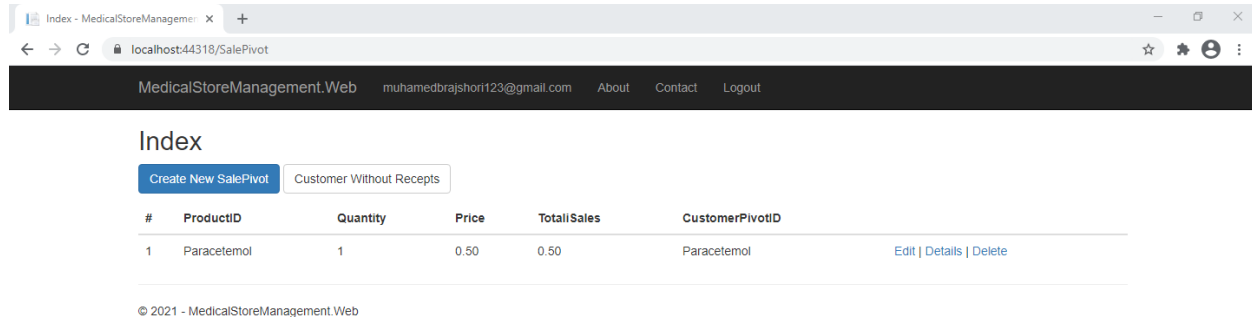 Index - MedicalStoreManagemen
localhost:44318/SalePivot
MedicalStoreManagement.Web muhamedbrajshori123@gmail.com About Contact Logout
Index
Create New SalePivot Customer Without Recepts
# ProductID Quantity Price TotaliSales CustomerPivotID
1 Paracetemol 1 0.50 0.50 Paracetemol Edit | Details | Delete
© 2021 - MedicalStoreManagement.Web